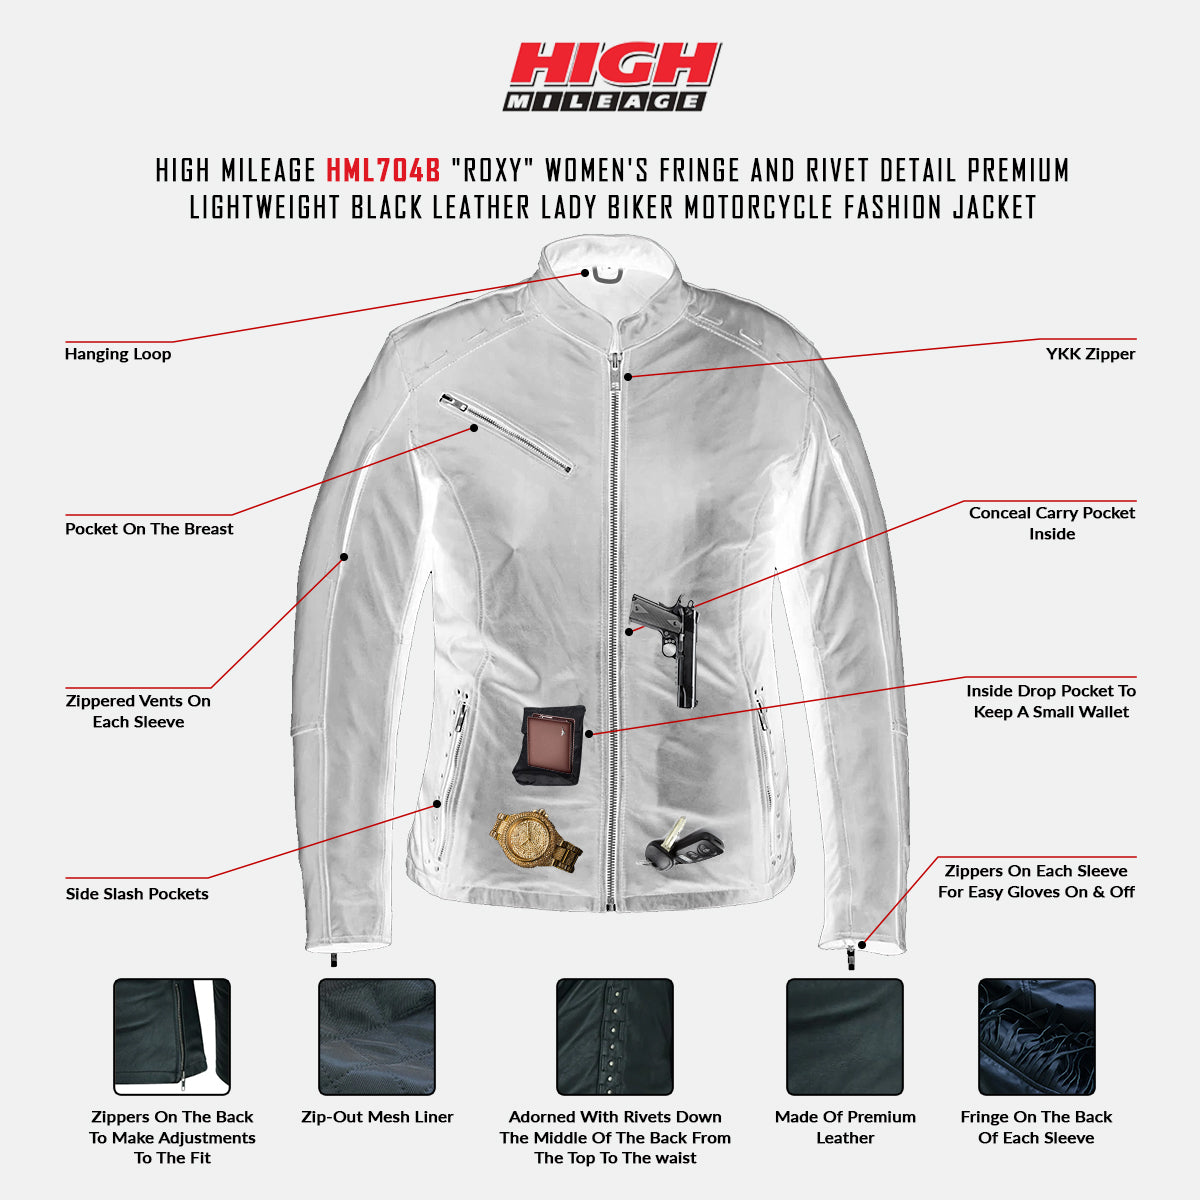 HIGH
MILEAGE
HIGH MILEAGE HML704B "ROXY" WOMEN'S FRINGE AND RIVET DETAIL PREMIUM
LIGHTWEIGHT BLACK LEATHER LADY BIKER MOTORCYCLE FASHION JACKET
Hanging Loop
YKK Zipper
Pocket On The Breast
Conceal Carry Pocket
Inside
Zippered Vents On
Each Sleeve
Inside Drop Pocket To
Keep A Small Wallet
Side Slash Pockets
Zippers On Each Sleeve
For Easy Gloves On & Off
Zippers On The Back
To Make Adjustments
To The Fit
Zip-Out Mesh Liner
Adorned With Rivets Down
The Middle Of The Back From
The Top To The waist
Made Of Premium
Leather
Fringe On The Back
Of Each Sleeve